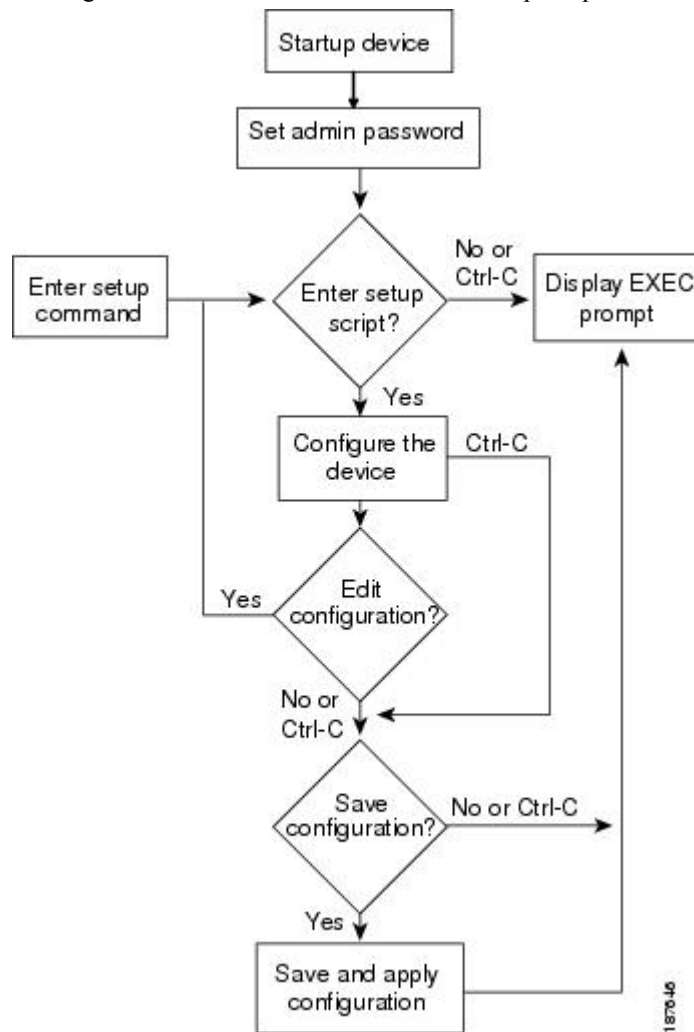 Startup device
Set admin password
Enter setup
command
Enter setup
script?
No or
Ctrl-C
Display EXEC
prompt
Yes
Configure the
device
Ctrl-C
Yes
Edit
configuration?
No or
Ctrl-C
Save
configuration?
No or Ctrl-C
Yes
Save and apply
configuration
187646